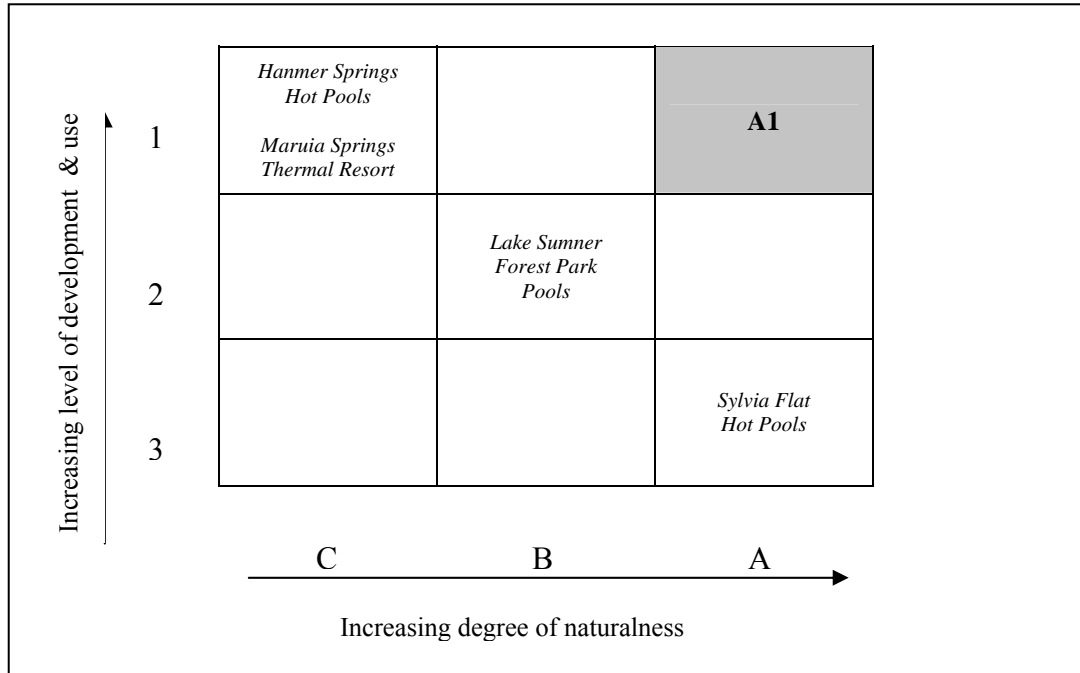 Increasing level of development & use
1
2
3
Hanmer Springs
Hot Pools
Maruia Springs
Thermal Resort
A1
Lake Sumner
Forest Park
Pools
Sylvia Flat
Hot Pools
C
B
A
Increasing degree of naturalness